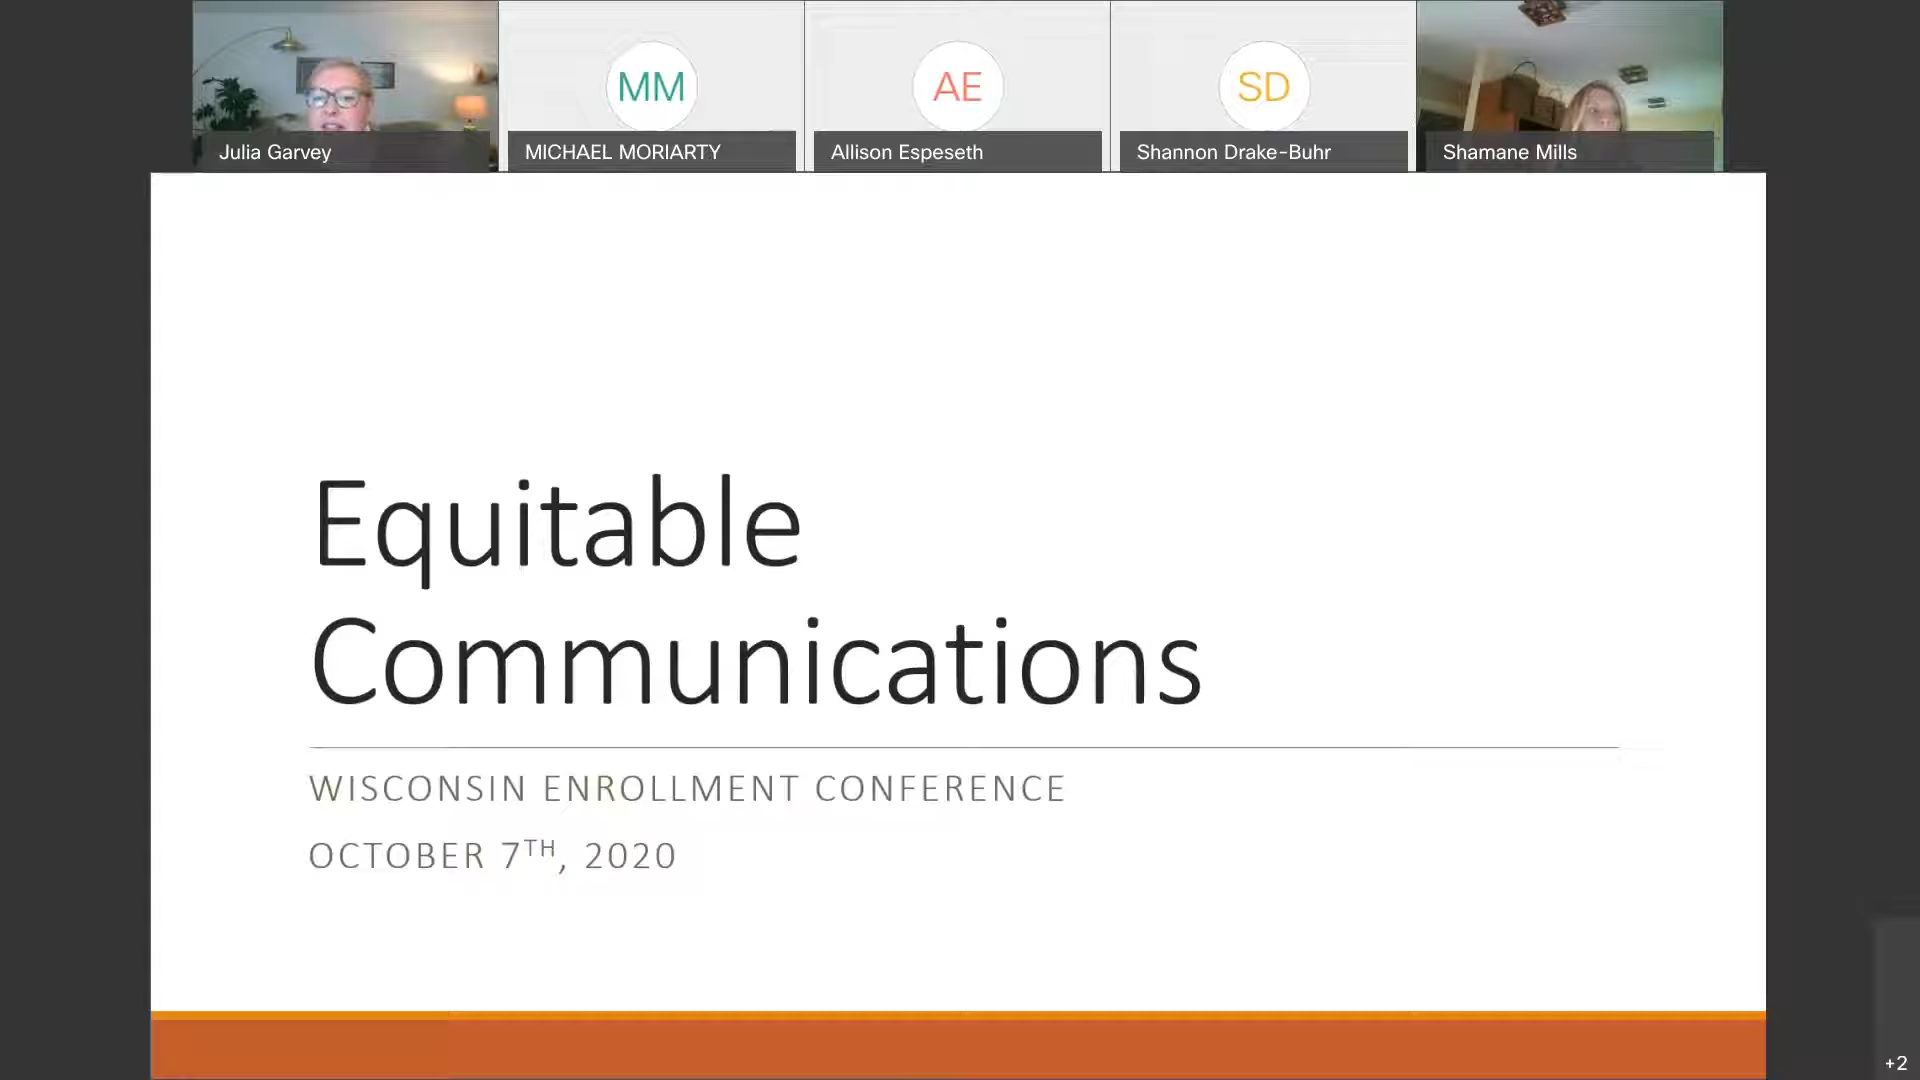 MM
AE
SD
Julia Garvey
MICHAEL MORIARTY
Allison Espeseth
Shannon Drake-Buhr
Shamane Mills
Equitable
Communications
WISCONSIN ENROLLMENT CONFERENCE
OCTOBER 7TH, 2020
+2